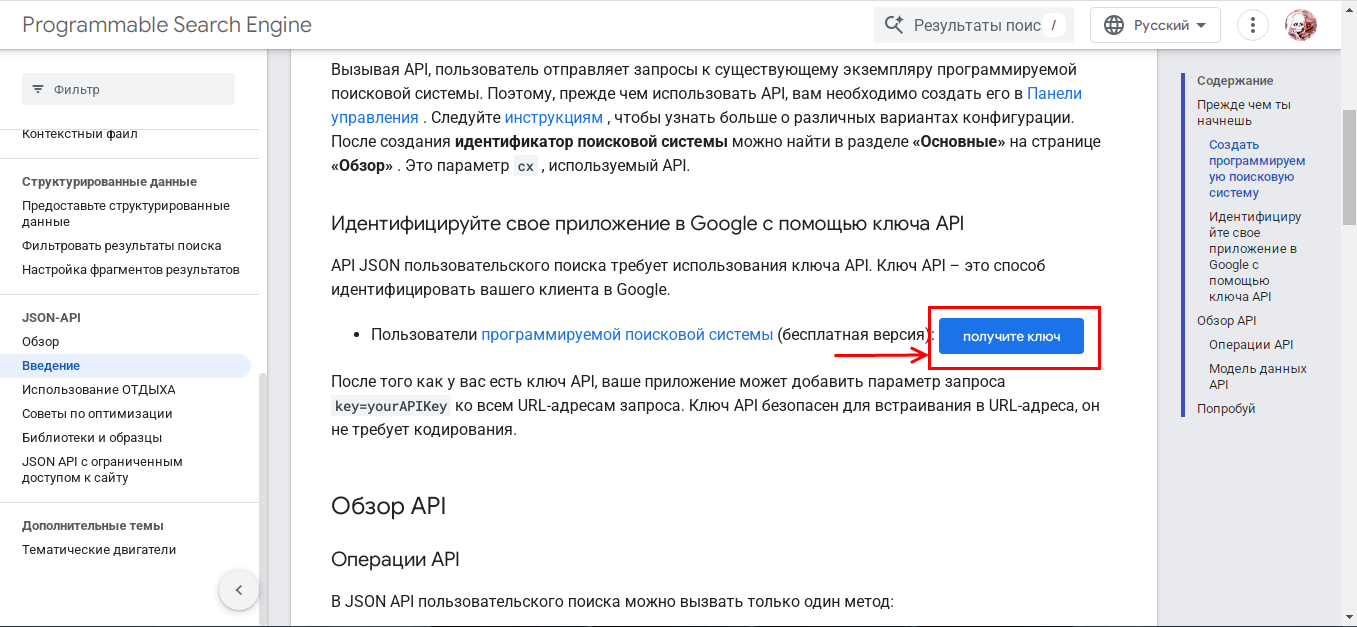 Programmable Search Engine
Результаты поис
/
Русский
Фильтр
Контекстный файл
Структурированные данные
Предоставьте структурированные
данные
Фильтровать результаты поиска
Настройка фрагментов результатов
JSON-API
Обзор
Введение
Использование ОТДЫХА
Советы по оптимизации
Библиотеки и образцы
JSON API с ограниченным
доступом к сайту
Дополнительные темы
Тематические двигатели
Вызывая API, пользователь отправляет запросы к существующему экземпляру программируемой
поисковой системы. Поэтому, прежде чем использовать API, вам необходимо создать его в Панели
управления . Следуйте инструкциям , чтобы узнать больше о различных вариантах конфигурации.
После создания идентификатор поисковой системы можно найти в разделе «Основные» на странице
«Обзор» . Это параметр cx , используемый API.
Идентифицируйте свое приложение в Google с помощью ключа API
API JSON пользовательского поиска требует использования ключа API. Ключ API – это способ
идентифицировать вашего клиента в Google.
• Пользователи программируемой поисковой системы (бесплатная версия): получите ключ
После того как у вас есть ключ API, ваше приложение может добавить параметр запроса
key=yourAPIKey ко всем URL-адресам запроса. Ключ API безопасен для встраивания в URL-адреса, он
не требует кодирования.
Обзор API
Операции API
В JSON API пользовательского поиска можно вызвать только один метод:
Содержание
Прежде чем ты
начнешь
Создать
программируем
ую поисковую
систему
Идентифициру
йте свое
приложение в
Google с
помощью
ключа API
Обзор API
Операции API
Модель данных
API
Попробуй